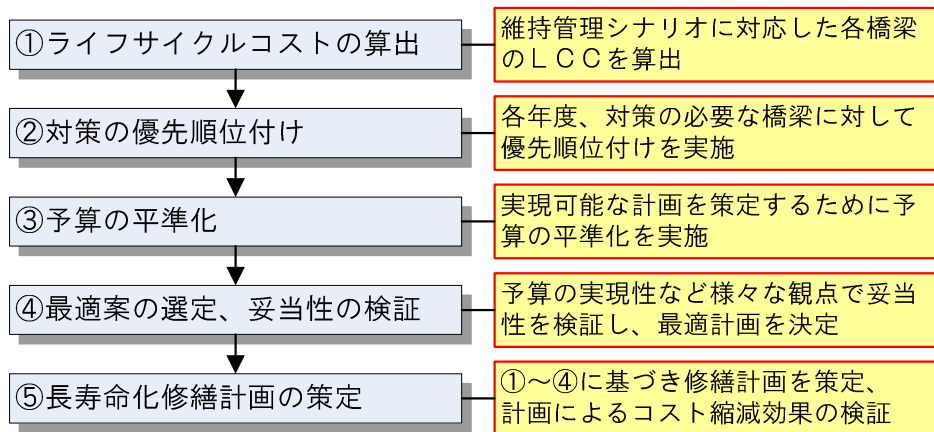 ①ライフサイクルコストの算出
維持管理シナリオに対応した各橋梁
のＬＣＣを算出
②対策の優先順位付け
各年度、対策の必要な橋梁に対して
優先順位付けを実施
③予算の平準化
実現可能な計画を策定するために予
算の平準化を実施
④最適案の選定、妥当性の検証
予算の実現性など様々な観点で妥当
性を検証し、最適計画を決定
⑤長寿命化修繕計画の策定
①～④に基づき修繕計画を策定、
計画によるコスト縮減効果の検証